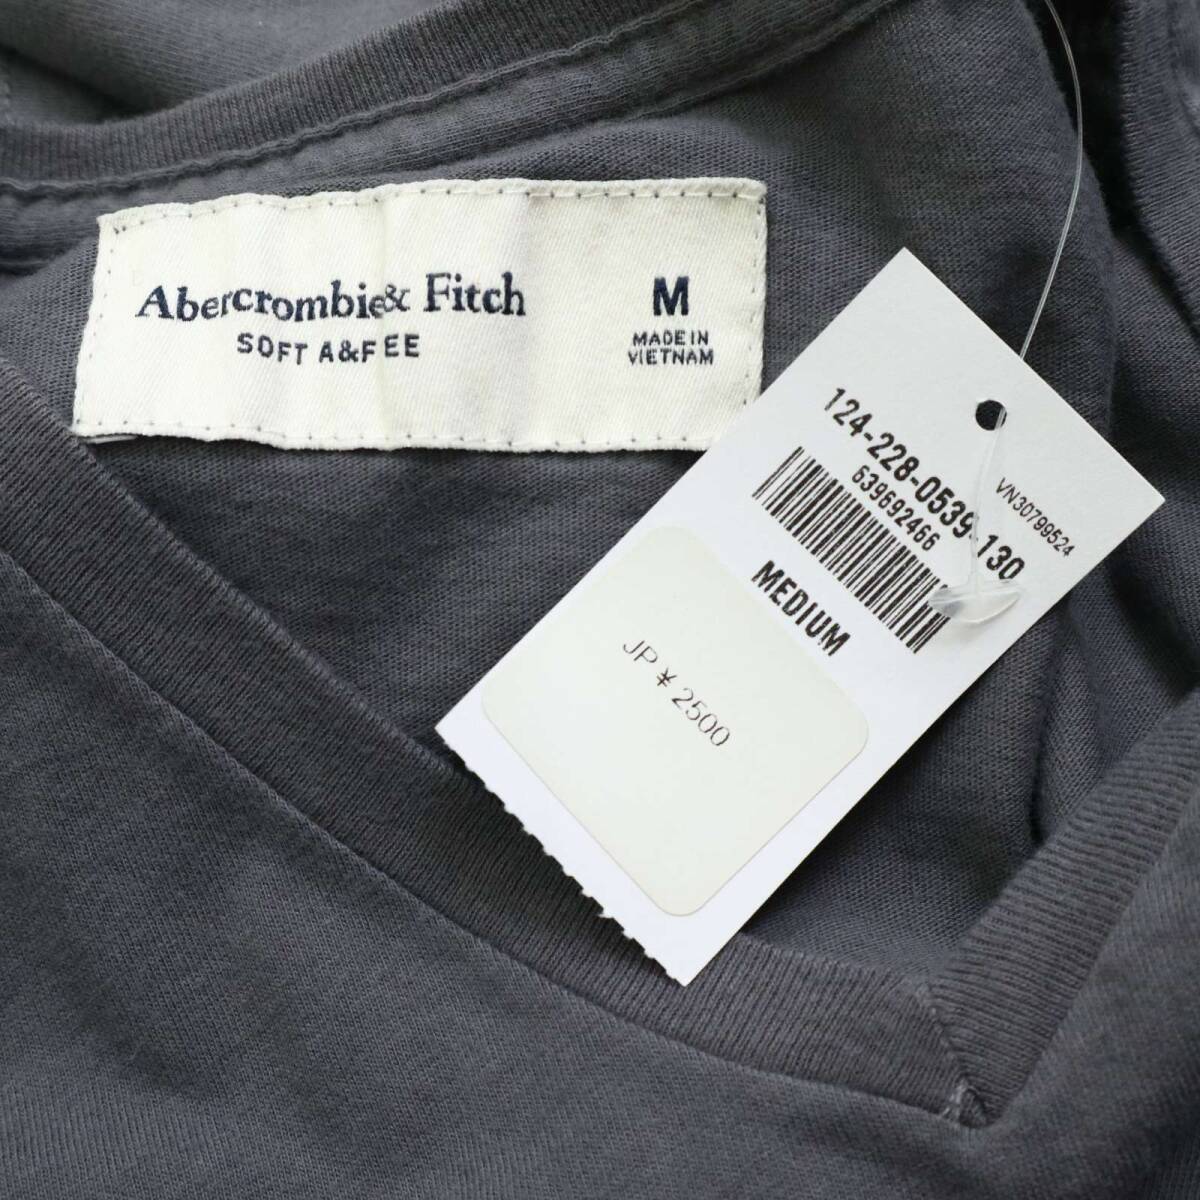 Abercrombie & Fitch
SOFT A&FEE
M
MADE IN
VIETNAM
VN30799524
124-228-0539-130
639692466
MEDIUM
JP ¥ 2500